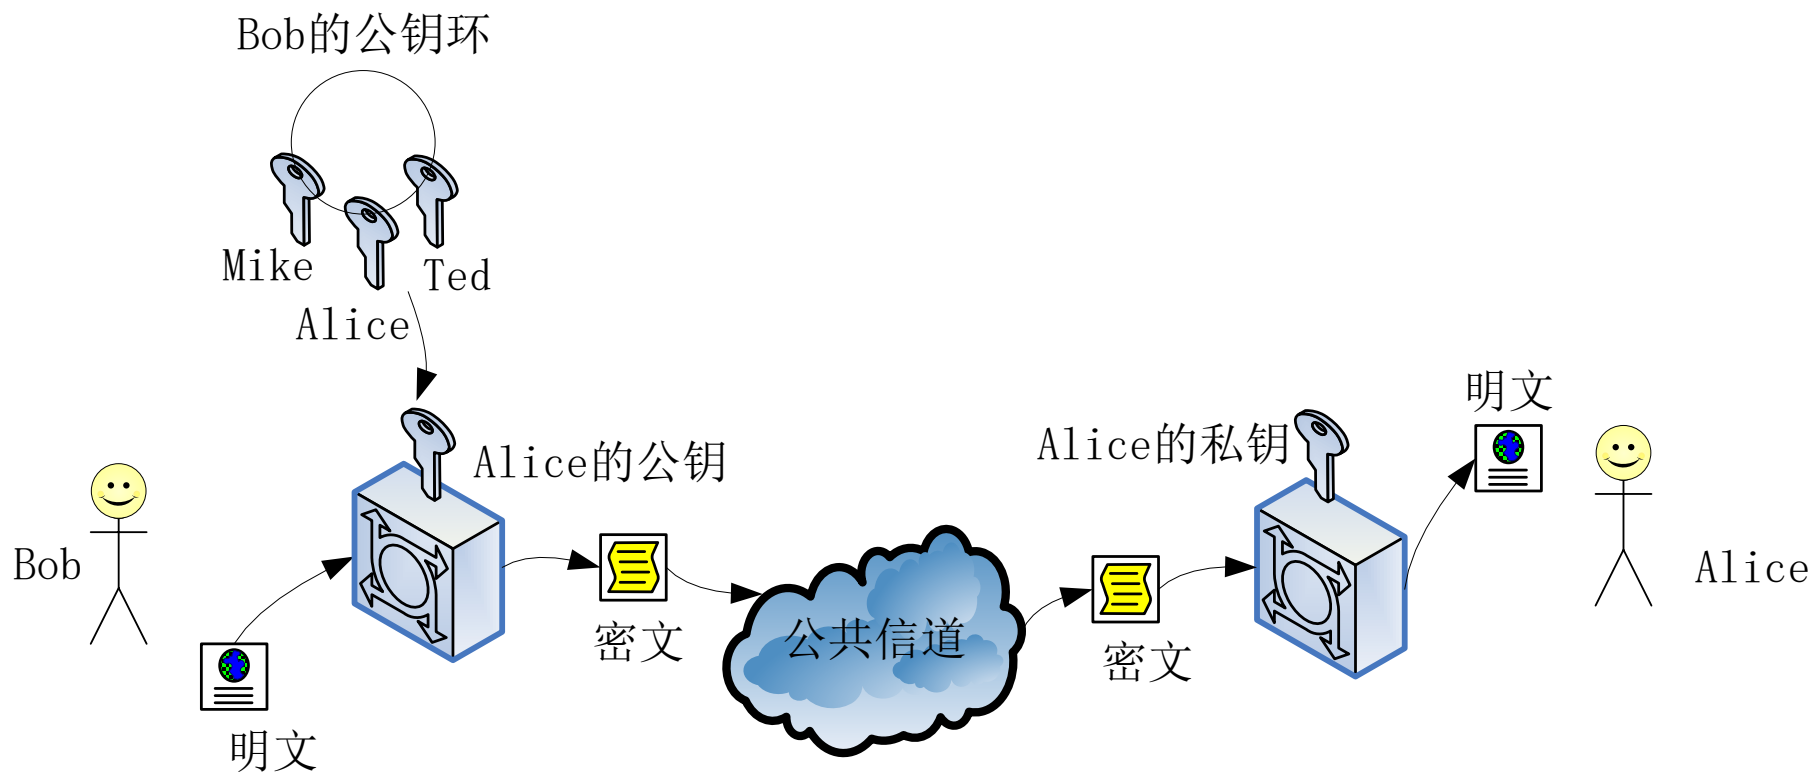 Bob的公钥环
Mike
Ted
Alice
Alice的公钥
Alice的私钥
明文
Bob
Alice
密文
公共信道
密文
明文